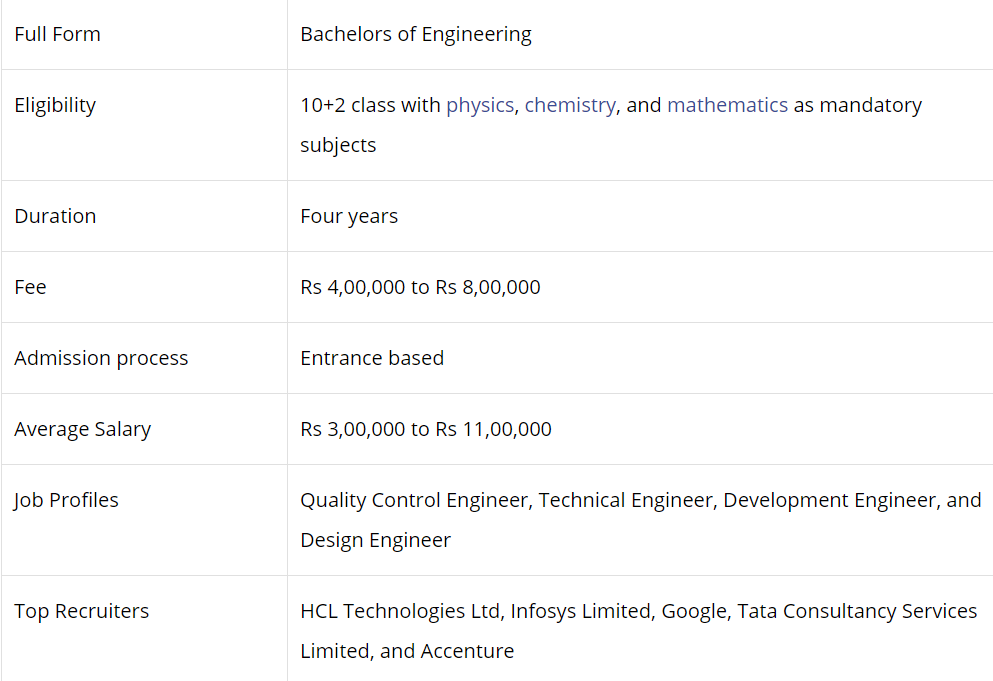 Full Form
Bachelors of Engineering
Eligibility
10+2 class with physics, chemistry, and mathematics as mandatory
subjects
Duration
Four years
Fee
Rs 4,00,000 to Rs 8,00,000
Admission process
Entrance based
Average Salary
Rs 3,00,000 to Rs 11,00,000
Job Profiles
Quality Control Engineer, Technical Engineer, Development Engineer, and
Design Engineer
Top Recruiters
HCL Technologies Ltd, Infosys Limited, Google, Tata Consultancy Services
Limited, and Accenture